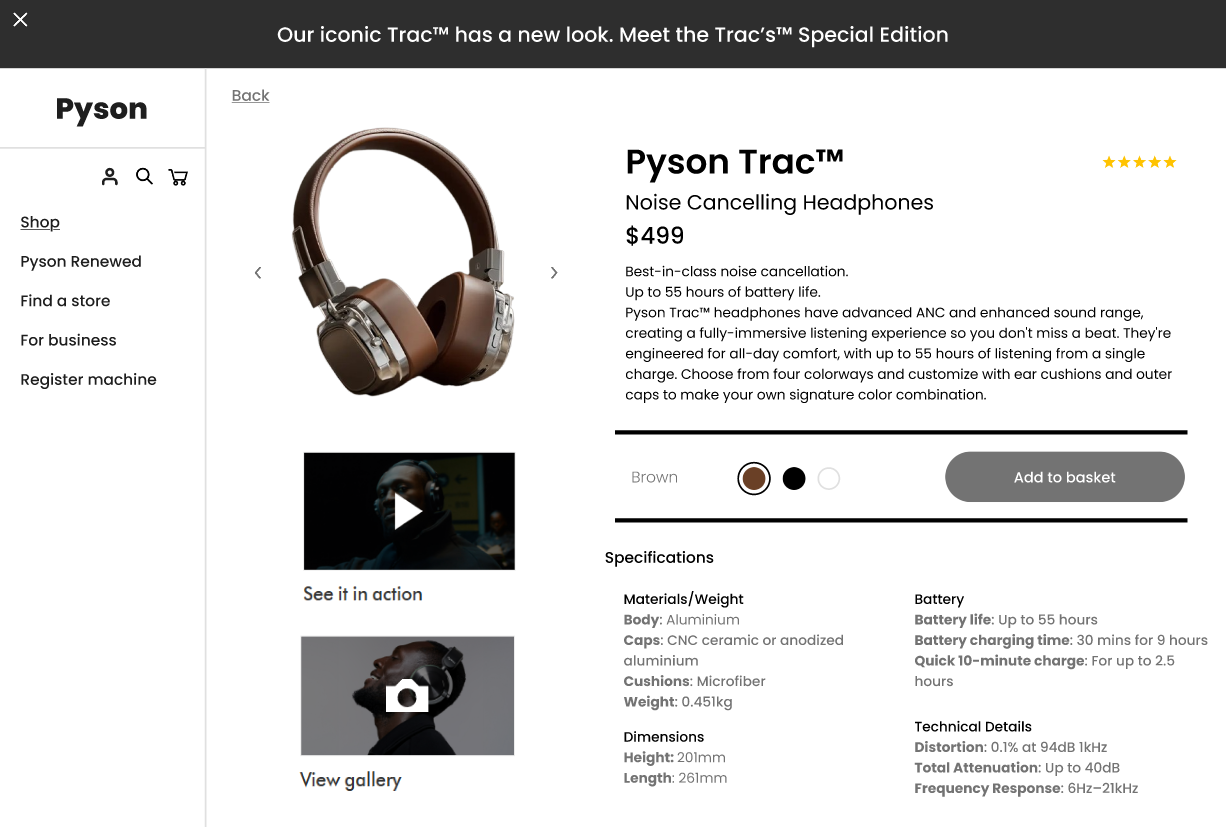 Our iconic Trac™ has a new look. Meet the Trac’s™ Special Edition
Pyson
Shop
Pyson Renewed
Find a store
For business
Register machine
Back
Pyson Trac™
Noise Cancelling Headphones
$499
Best-in-class noise cancellation.
Up to 55 hours of battery life.
Pyson Trac™ headphones have advanced ANC and enhanced sound range,
creating a fully-immersive listening experience so you don't miss a beat. They're
engineered for all-day comfort, with up to 55 hours of listening from a single
charge. Choose from four colorways and customize with ear cushions and outer
caps to make your own signature color combination.
Brown
Add to basket
See it in action
View gallery
Specifications
Materials/Weight
Body: Aluminium
Caps: CNC ceramic or anodized
aluminium
Cushions: Microfiber
Weight: 0.451kg
Dimensions
Height: 201mm
Length: 261mm
Battery
Battery life: Up to 55 hours
Battery charging time: 30 mins for 9 hours
Quick 10-minute charge: For up to 2.5
hours
Technical Details
Distortion: 0.1% at 94dB 1kHz
Total Attenuation: Up to 40dB
Frequency Response: 6Hz–21kHz